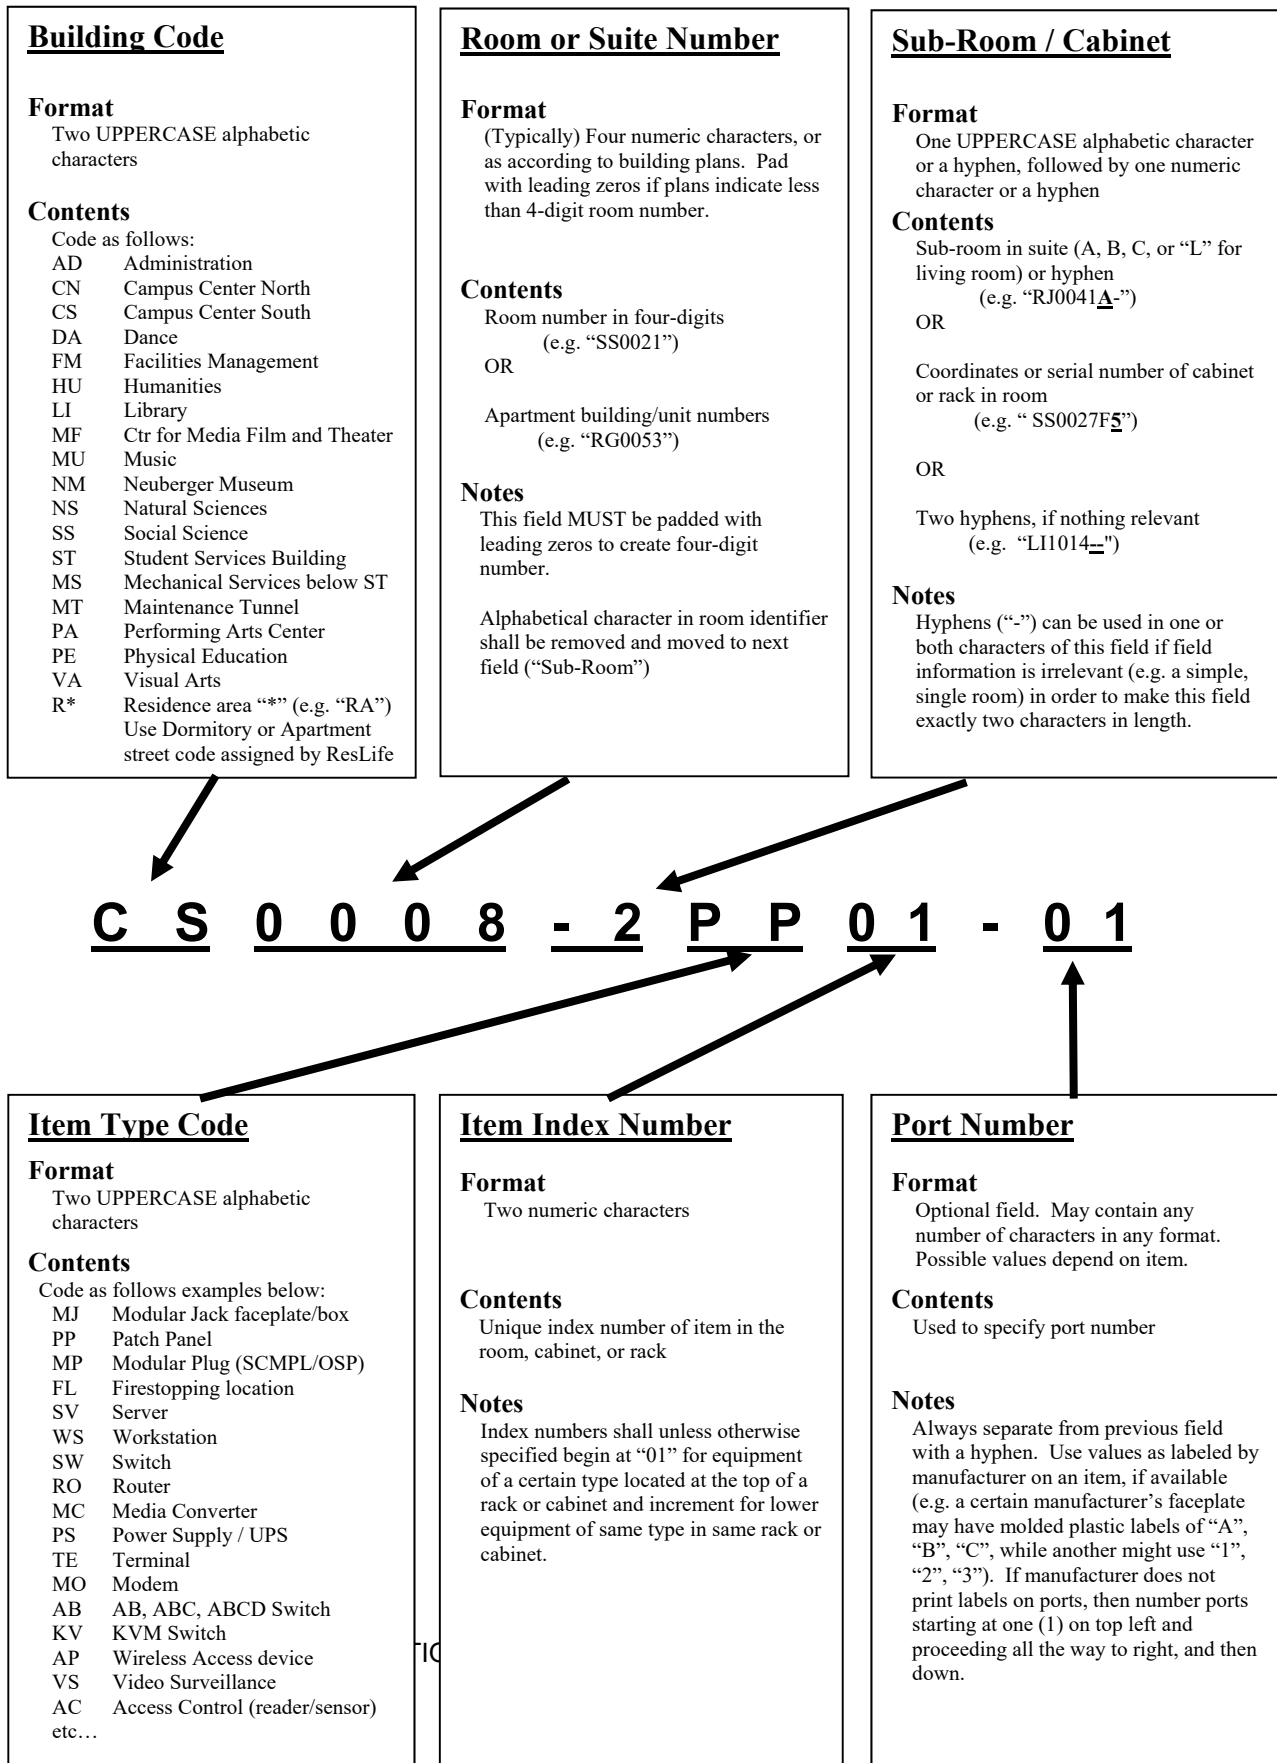 Building Code
Format
Two UPPERCASE alphabetic
characters
Contents
Code as follows:
AD Administration
CN Campus Center North
CS Campus Center South
DA Dance
FM Facilities Management
HU Humanities
LI Library
MF Ctr for Media Film and Theater
MU Music
NM Neuberger Museum
NS Natural Sciences
SS Social Science
ST Student Services Building
MS Mechanical Services below ST
MT Maintenance Tunnel
PA Performing Arts Center
PE Physical Education
VA Visual Arts
R* Residence area “*” (e.g. “RA”)
Use Dormitory or Apartment
street code assigned by ResLife
Room or Suite Number
Format
(Typically) Four numeric characters, or
as according to building plans. Pad
with leading zeros if plans indicate less
than 4-digit room number.
Contents
Room number in four-digits
(e.g. “SS0021”)
OR
Apartment building/unit numbers
(e.g. “RG0053”)
Notes
This field MUST be padded with
leading zeros to create four-digit
number.
Alphabetical character in room identifier
shall be removed and moved to next
field (“Sub-Room”)
Sub-Room / Cabinet
Format
One UPPERCASE alphabetic character
or a hyphen, followed by one numeric
character or a hyphen
Contents
Sub-room in suite (A, B, C, or “L” for
living room) or hyphen
(e.g. “RJ0041A-”)
OR
Coordinates or serial number of cabinet
or rack in room
(e.g. “ SS0027F5”)
OR
Two hyphens, if nothing relevant
(e.g. “LI1014--")
Notes
Hyphens (“-”) can be used in one or
both characters of this field if field
information is irrelevant (e.g. a simple,
single room) in order to make this field
exactly two characters in length.
C S 0 0 0 8 - 2 P P 0 1 - 0 1
Item Type Code
Format
Two UPPERCASE alphabetic
characters
Contents
Code as follows examples below:
MJ Modular Jack faceplate/box
PP Patch Panel
MP Modular Plug (SCMPL/OSP)
FL Firestopping location
SV Server
WS Workstation
SW Switch
RO Router
MC Media Converter
PS Power Supply / UPS
TE Terminal
MO Modem
AB AB, ABC, ABCD Switch
KV KVM Switch
AP Wireless Access device
VS Video Surveillance
AC Access Control (reader/sensor)
etc…
Item Index Number
Format
Two numeric characters
Contents
Unique index number of item in the
room, cabinet, or rack
Notes
Index numbers shall unless otherwise
specified begin at “01” for equipment
of a certain type located at the top of a
rack or cabinet and increment for lower
equipment of same type in same rack or
cabinet.
Port Number
Format
Optional field. May contain any
number of characters in any format.
Possible values depend on item.
Contents
Used to specify port number
Notes
Always separate from previous field
with a hyphen. Use values as labeled by
manufacturer on an item, if available
(e.g. a certain manufacturer’s faceplate
may have molded plastic labels of “A”,
“B”, “C”, while another might use “1”,
“2”, “3”). If manufacturer does not
print labels on ports, then number ports
starting at one (1) on top left and
proceeding all the way to right, and then
down.